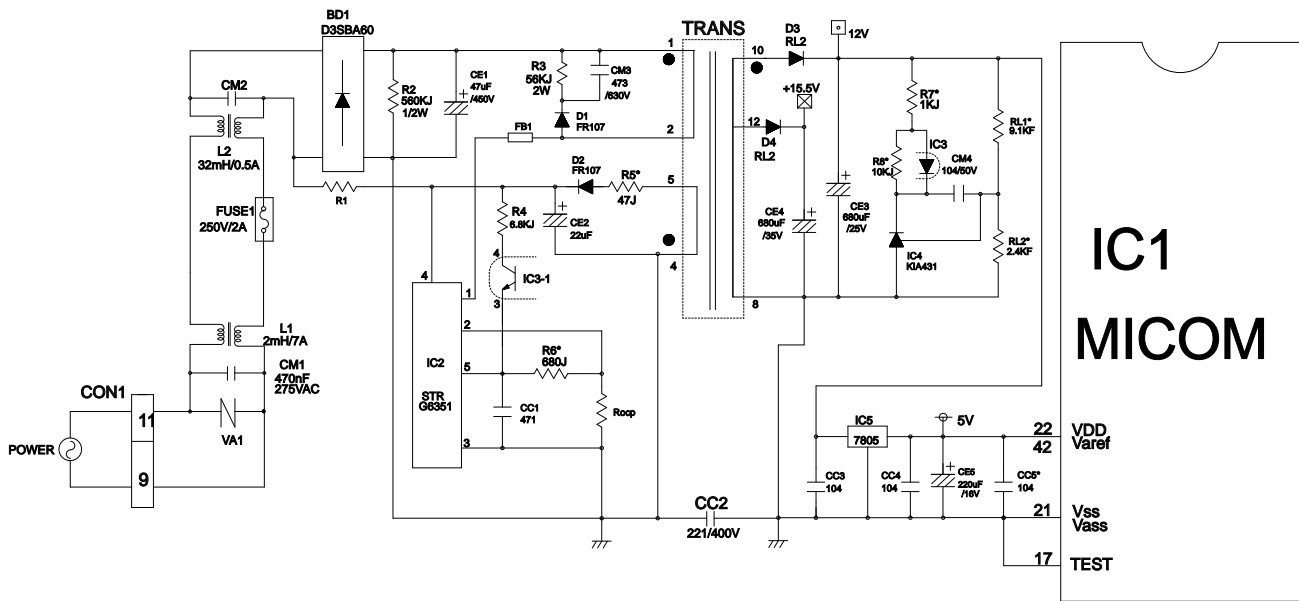 BD1
D3SBA60
TRANS
D3
RL2
12V
1
10
CM2
R2
560KJ
1/2W
CE1
47uF
/450V
R3
56KJ
2W
CM3
473
/630V
+15.5V
R7*
1KJ
RL1*
9.1KF
D1
FR107
FB1
2
12
D4
RL2
IC3
L2
32mH/0.5A
R8*
10KJ
CM4
104/50V
D2
FR107
R5*
47J
5
R1
FUSE1
250V/2A
R4
6.8KJ
CE2
22uF
CE4
680uF
/35V
CE3
680uF
/25V
RL2*
2.4KF
IC4
KIA431
4
4
IC3-1
4
3
1
8
IC1
MICOM
L1
2mH/7A
2
IC2
R6*
680J
5
CM1
470nF
275VAC
CON1
STR
G6351
CC1
471
Rocp
11
VA1
3
POWER
9
IC5
7805
5V
22
VDD
42
Varef
CC3
104
CC4
104
CE5
220uF
/16V
CC5*
104
CC2
221/400V
21
Vss
Vass
17
TEST